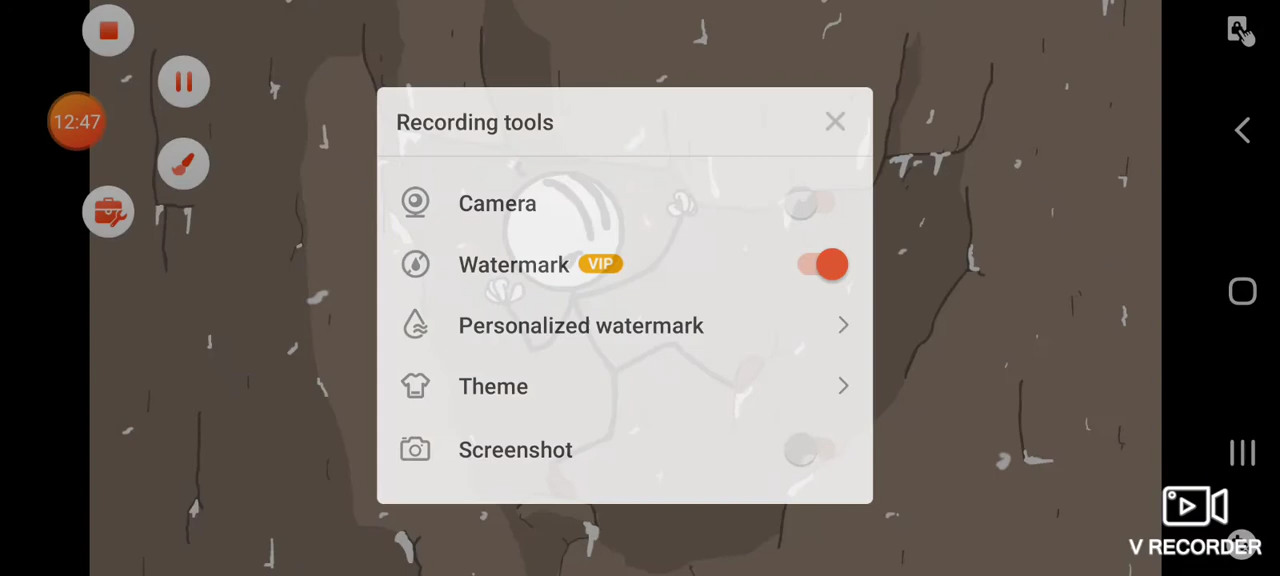 12:47
Recording tools
Camera
Watermark VIP
Personalized watermark
Theme
Screenshot
V RECORDER